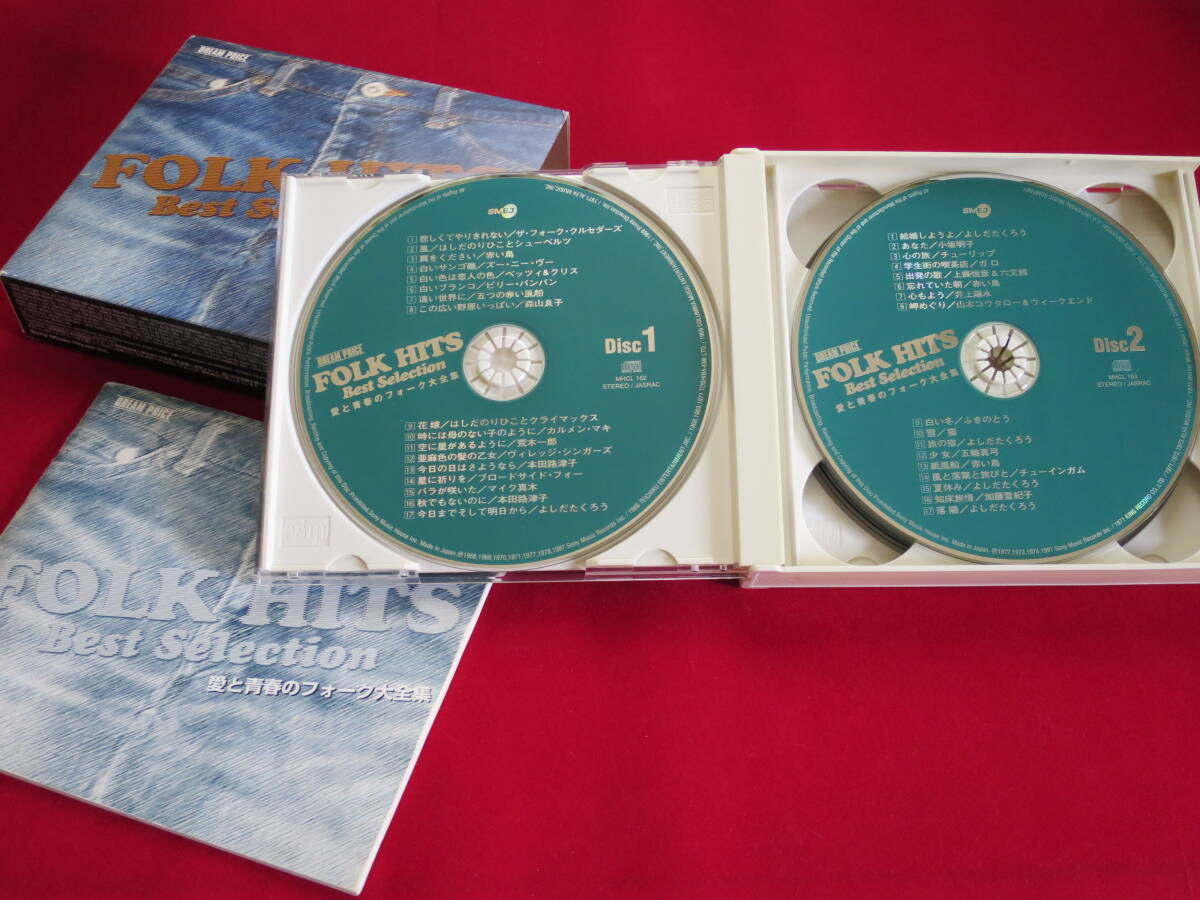 DREAM PRICE
FOLK HITS
Best Se
DREAM PRICE
FOLK HITS
Best Selection
愛と青春のフォーク大全集
SMEJ
1 悲しくてやりきれない/ザ・フォーク・クルセダーズ
2 風/はしだのりひことシューベルツ
3 翼をください/赤い鳥
4 白いサンゴ礁/ズー・ニー・ヴー
5 白い色は恋人の色/ベッツィ&クリス
6 白いブランコ/ビリー・バンバン
7 遠い世界に/五つの赤い風船
8 この広い野原いっぱい/森山良子
DREAM PRICE
FOLK HITS
Best Selection
愛と青春のフォーク大全集
Disc 1
MHCL 162
STEREO / JASRAC
9 花嫁/はしだのりひことクライマックス
10 時には母のない子のように/カルメン・マキ
11 空に星があるように/荒木一郎
12 亜麻色の髪の乙女/ヴィレッジ・シンガーズ
13 今日の日はさようなら/本田路津子
14 星に祈りを/ブロードサイド・フォー
15 バラが咲いた/マイク真木
16 秋でもないのに/本田路津子
17 今日までそして明日から/よしだたくろう
SMEJ
1 結婚しようよ/よしだたくろう
2 あなた/小坂明子
3 心の旅/チューリップ
4 学生街の喫茶店/ガロ
5 出発の歌/上條恒彦&六文銭
6 忘れていた朝/赤い鳥
7 心もよう/井上陽水
8 岬めぐり/山本コウタロー&ウィークエンド
DREAM PRICE
FOLK HITS
Best Selection
愛と青春のフォーク大全集
Disc 2
MHCL 163
STEREO / JASRAC
9 白い冬/ふきのとう
10 雪/猫
11 旅の宿/よしだたくろう
12 少女/五輪真弓
13 紙風船/赤い鳥
14 風と落葉と旅びと/チューインガム
15 夏休み/よしだたくろう
16 知床旅情/加藤登紀子
17 落陽/よしだたくろう